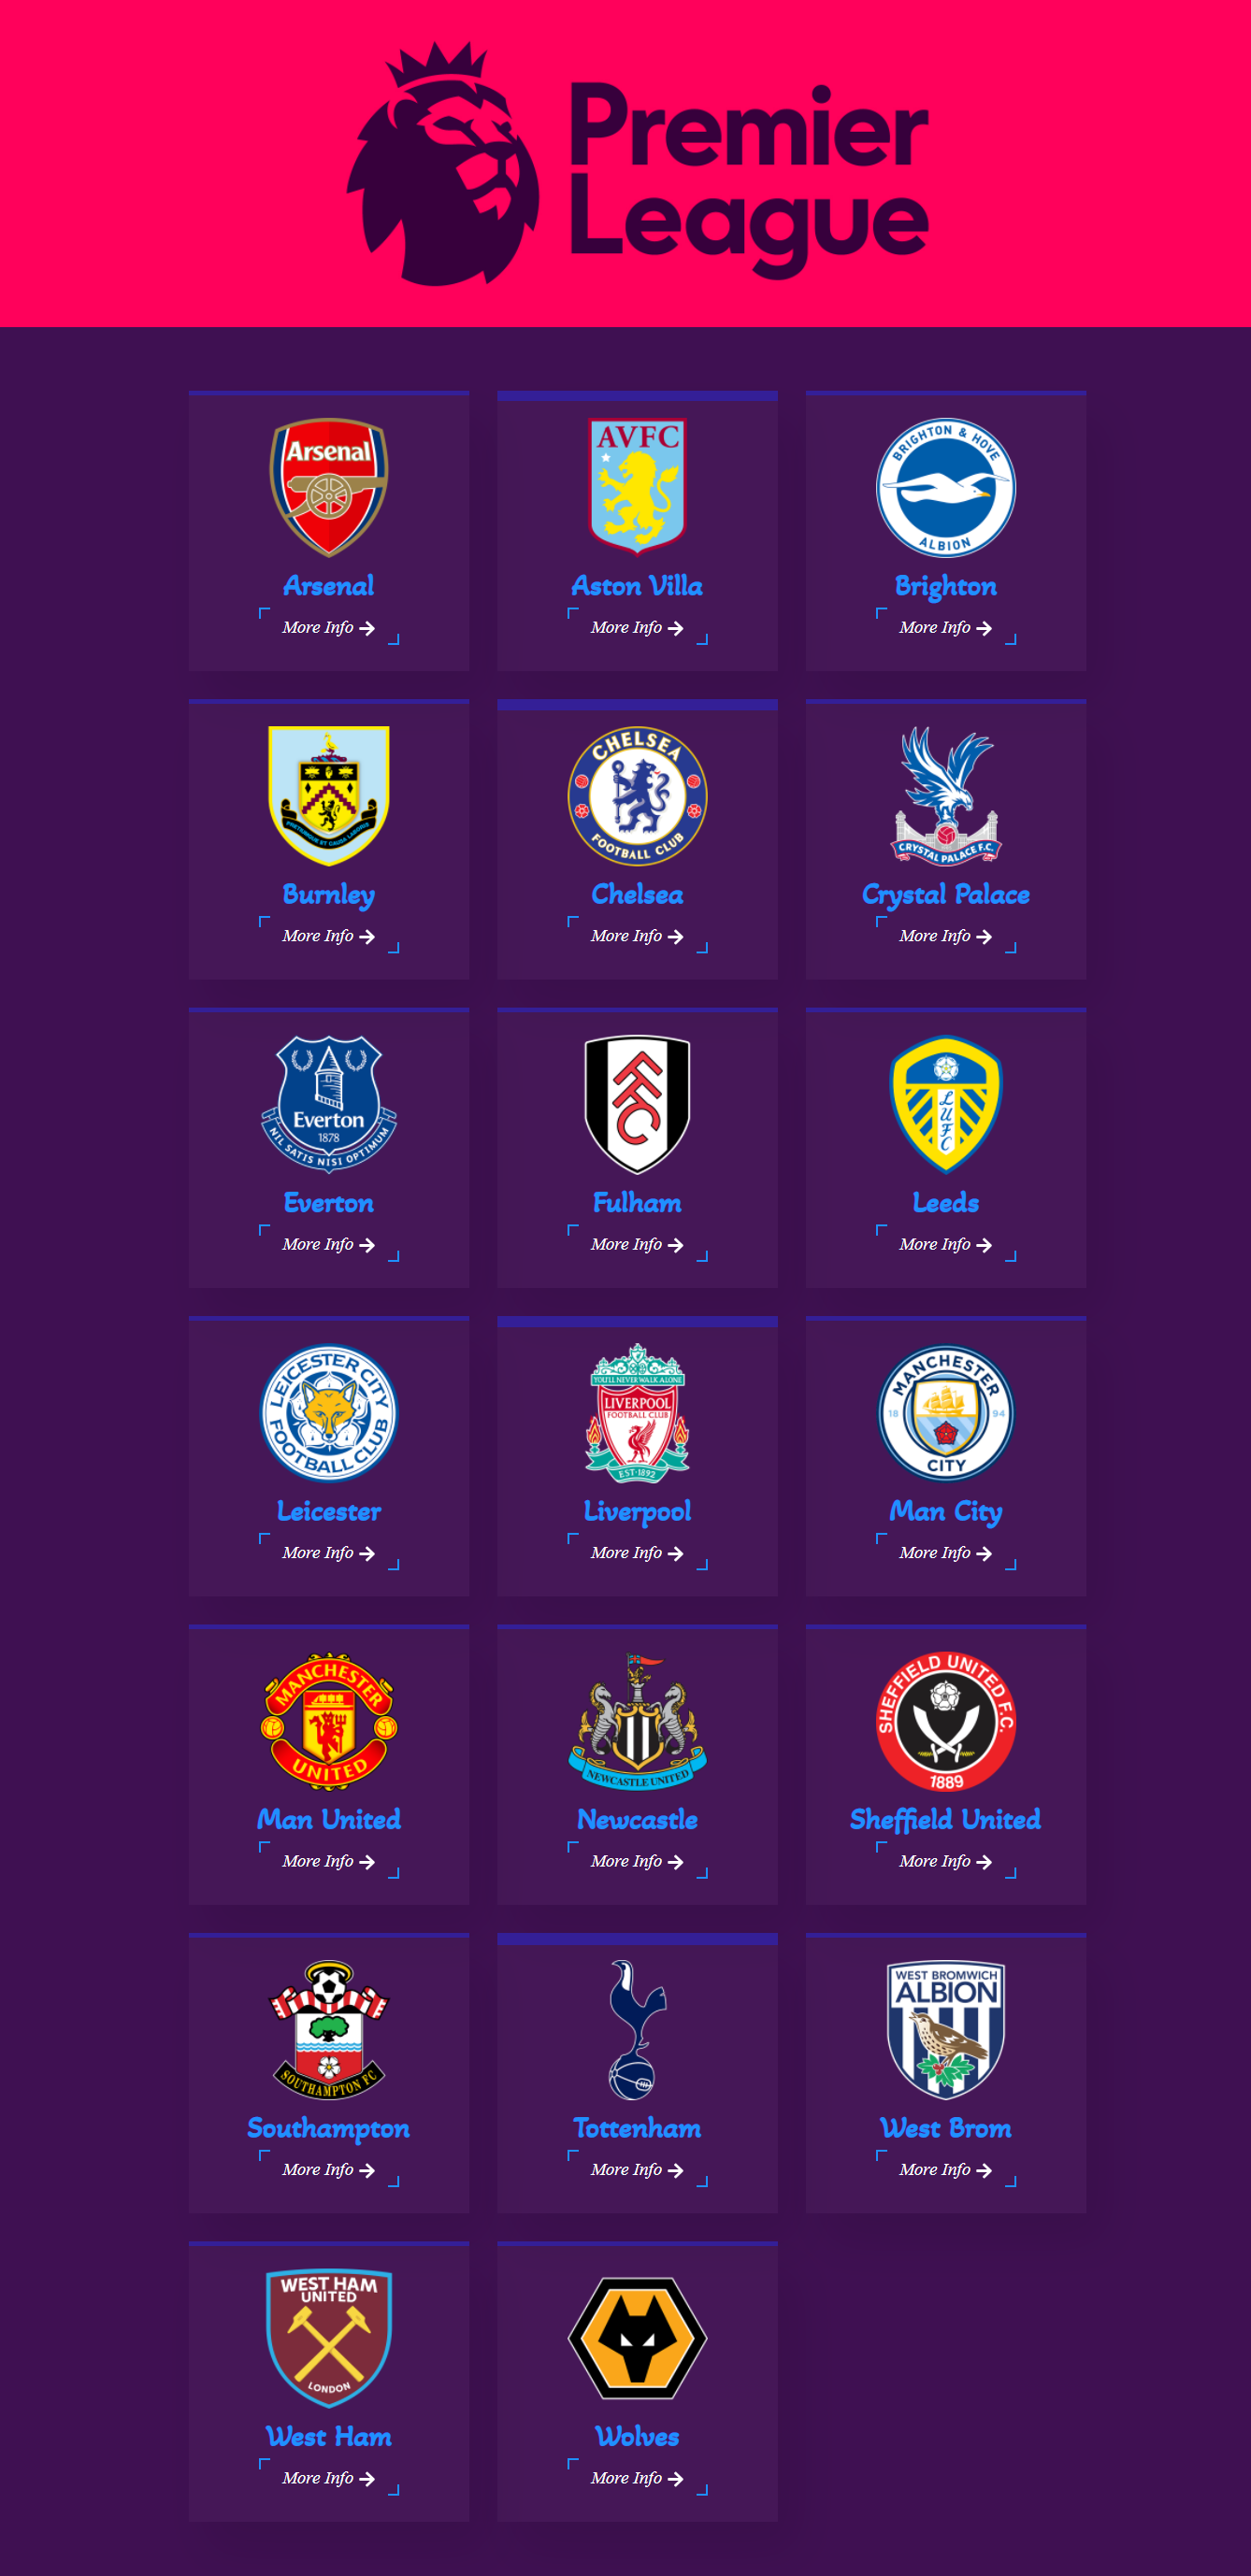 Premier
League
Arsenal
AVFC
BRIGHTON & HOVE
ALBION
Arsenal
Aston Villa
Brighton
More Info
More Info
More Info
CHELSEA
FOOTBALL CLUB
CRYSTAL PALACE F.C.
Burnley
Chelsea
Crystal Palace
More Info
More Info
More Info
Everton
1878
NIL SATIS NISI OPTIMUM
FFC
LUFC
Everton
Fulham
Leeds
More Info
More Info
More Info
LEICESTER CITY
FOOTBALL CLUB
YOU'LL NEVER WALK ALONE
LIVERPOOL
FOOTBALL CLUB
EST·1892
MANCHESTER
18 94
CITY
Leicester
Liverpool
Man City
More Info
More Info
More Info
MANCHESTER
UNITED
NEWCASTLE UNITED
SHEFFIELD UNITED F.C.
1889
Man United
Newcastle
Sheffield United
More Info
More Info
More Info
SOUTHAMPTON FC
WEST BROMWICH
ALBION
Southampton
Tottenham
West Brom
More Info
More Info
More Info
WEST HAM
UNITED
LONDON
West Ham
Wolves
More Info
More Info